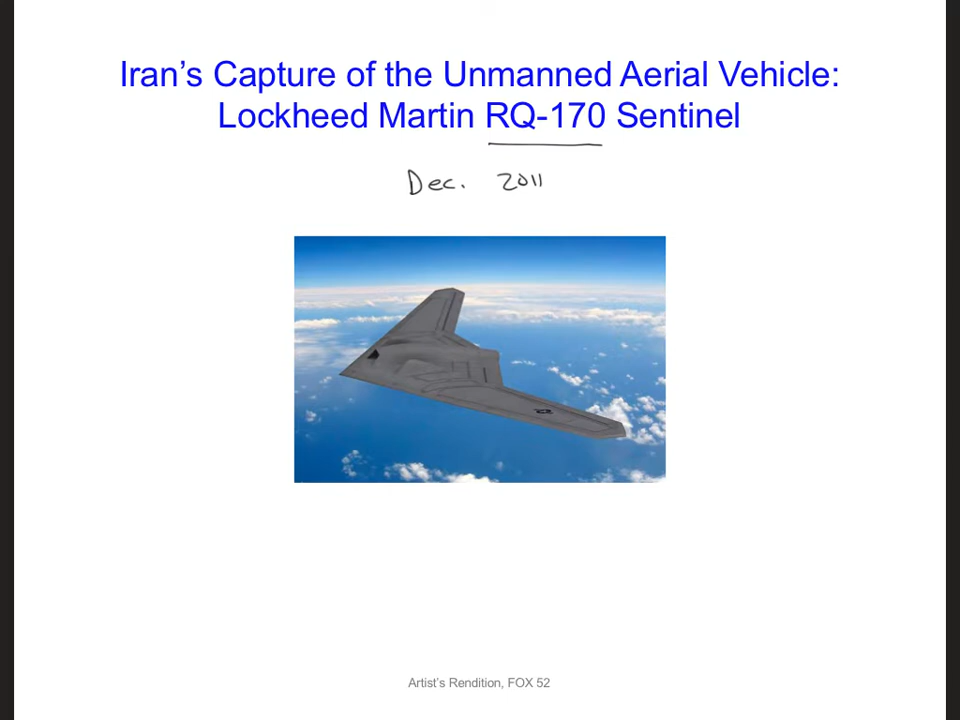 Iran's Capture of the Unmanned Aerial Vehicle:
Lockheed Martin RQ-170 Sentinel
Dec. 2011
Artist's Rendition, FOX 52